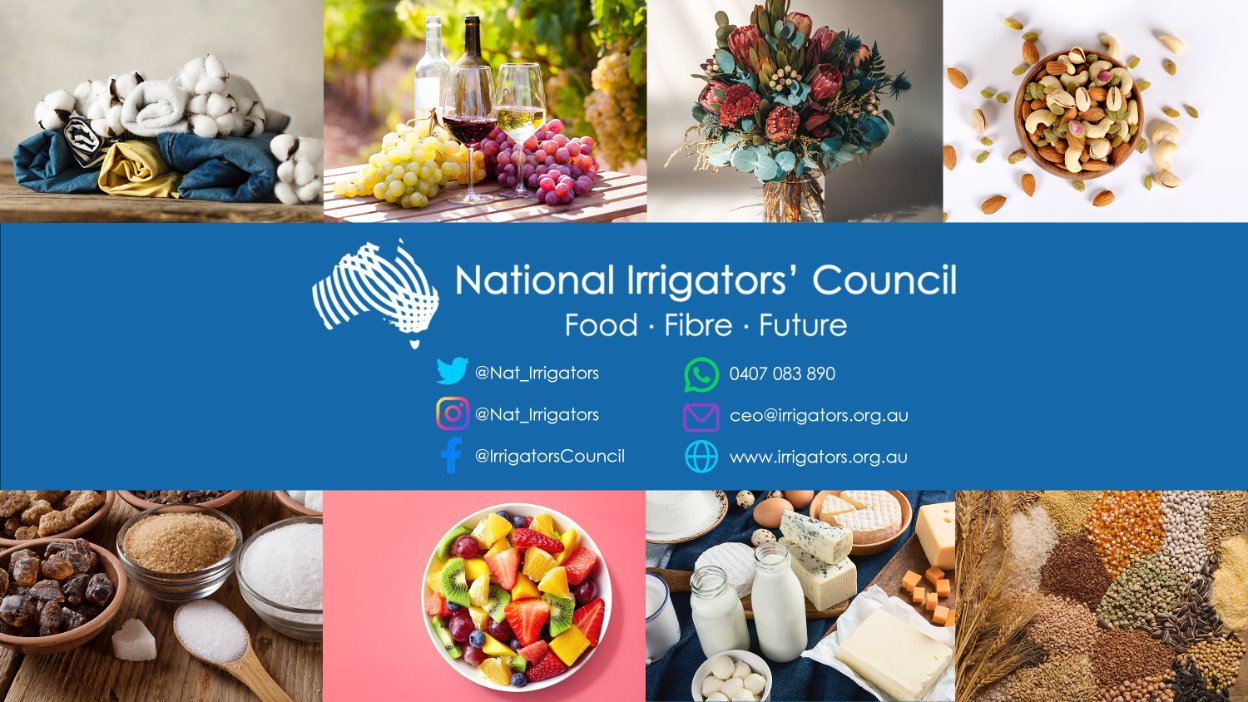 National Irrigators’ Council
Food · Fibre · Future
@Nat_Irrigators
@Nat_Irrigators
@IrrigatorsCouncil
0407 083 890
ceo@irrigators.org.au
www.irrigators.org.au